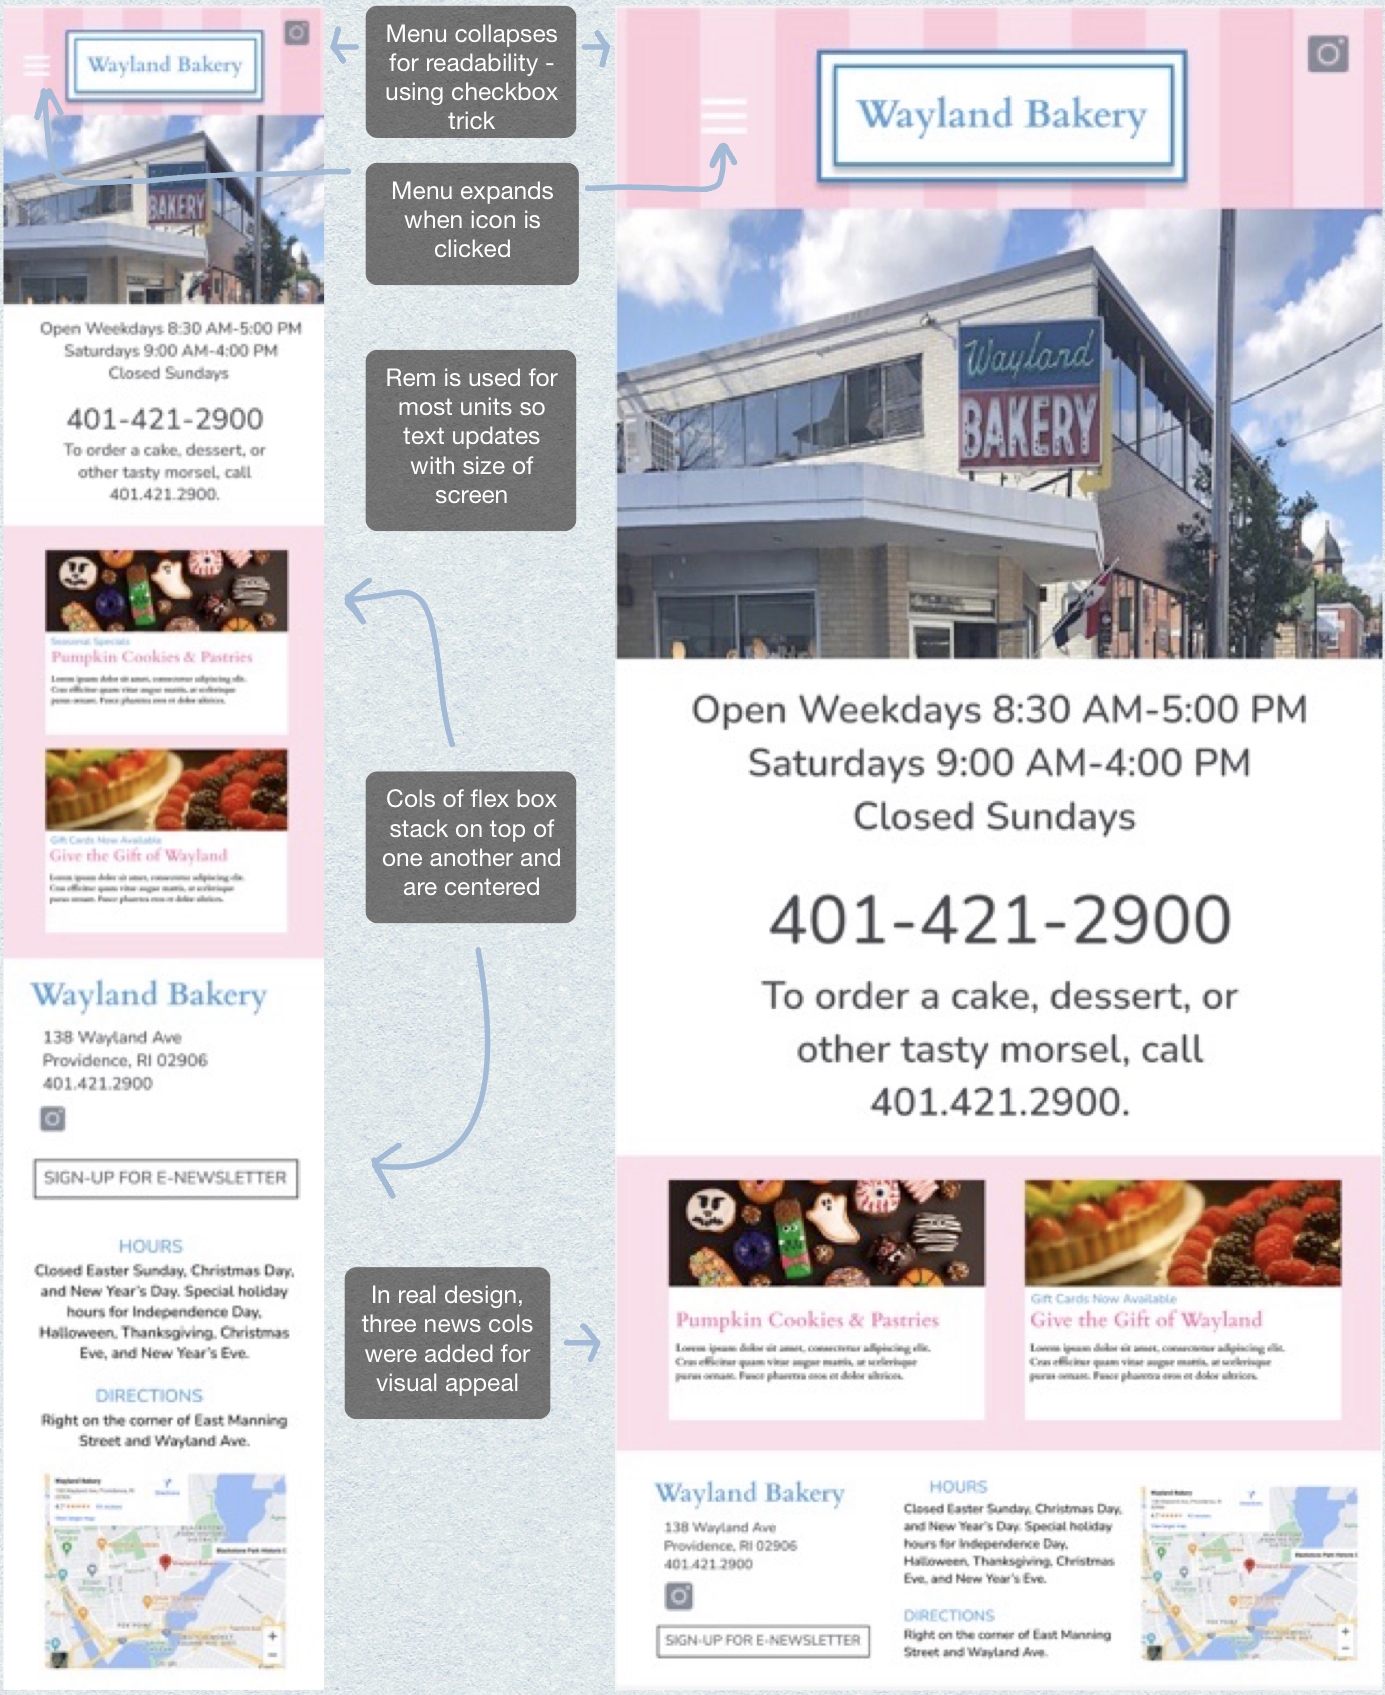 Wayland Bakery
Wayland
BAKERY
Open Weekdays 8:30 AM-5:00 PM
Saturdays 9:00 AM-4:00 PM
Closed Sundays
401-421-2900
To order a cake, dessert, or
other tasty morsel, call
401.421.2900.
Seasonal Specials
Pumpkin Cookies & Pastries
Lorem ipsum dolor sit amet, consectetur adipiscing elit.
Cras efficitur quam vitae augue mattis, at scelerisque
purus ornare. Fusce pharetra eros et dolor ultrices.
Gift Cards Now Available
Give the Gift of Wayland
Lorem ipsum dolor sit amet, consectetur adipiscing elit.
Cras efficitur quam vitae augue mattis, at scelerisque
purus ornare. Fusce pharetra eros et dolor ultrices.
Wayland Bakery
138 Wayland Ave
Providence, RI 02906
401.421.2900
SIGN-UP FOR E-NEWSLETTER
HOURS
Closed Easter Sunday, Christmas Day,
and New Year's Day. Special holiday
hours for Independence Day,
Halloween, Thanksgiving, Christmas
Eve, and New Year's Eve.
DIRECTIONS
Right on the corner of East Manning
Street and Wayland Ave.
Wayland Bakery
Directions
View larger map
Wayland Bakery
Menu collapses
for readability -
using checkbox
trick
Menu expands
when icon is
clicked
Rem is used for
most units so
text updates
with size of
screen
Cols of flex box
stack on top of
one another and
are centered
In real design,
three news cols
were added for
visual appeal
Wayland Bakery
Wayland
BAKERY
Open Weekdays 8:30 AM-5:00 PM
Saturdays 9:00 AM-4:00 PM
Closed Sundays
401-421-2900
To order a cake, dessert, or
other tasty morsel, call
401.421.2900.
Pumpkin Cookies & Pastries
Lorem ipsum dolor sit amet, consectetur adipiscing elit.
Cras efficitur quam vitae augue mattis, at scelerisque
purus ornare. Fusce pharetra eros et dolor ultrices.
Gift Cards Now Available
Give the Gift of Wayland
Lorem ipsum dolor sit amet, consectetur adipiscing elit.
Cras efficitur quam vitae augue mattis, at scelerisque
purus ornare. Fusce pharetra eros et dolor ultrices.
Wayland Bakery
138 Wayland Ave
Providence, RI 02906
401.421.2900
SIGN-UP FOR E-NEWSLETTER
HOURS
Closed Easter Sunday, Christmas Day,
and New Year's Day. Special holiday
hours for Independence Day,
Halloween, Thanksgiving, Christmas
Eve, and New Year's Eve.
DIRECTIONS
Right on the corner of East Manning
Street and Wayland Ave.
Wayland Bakery
Directions
View larger map